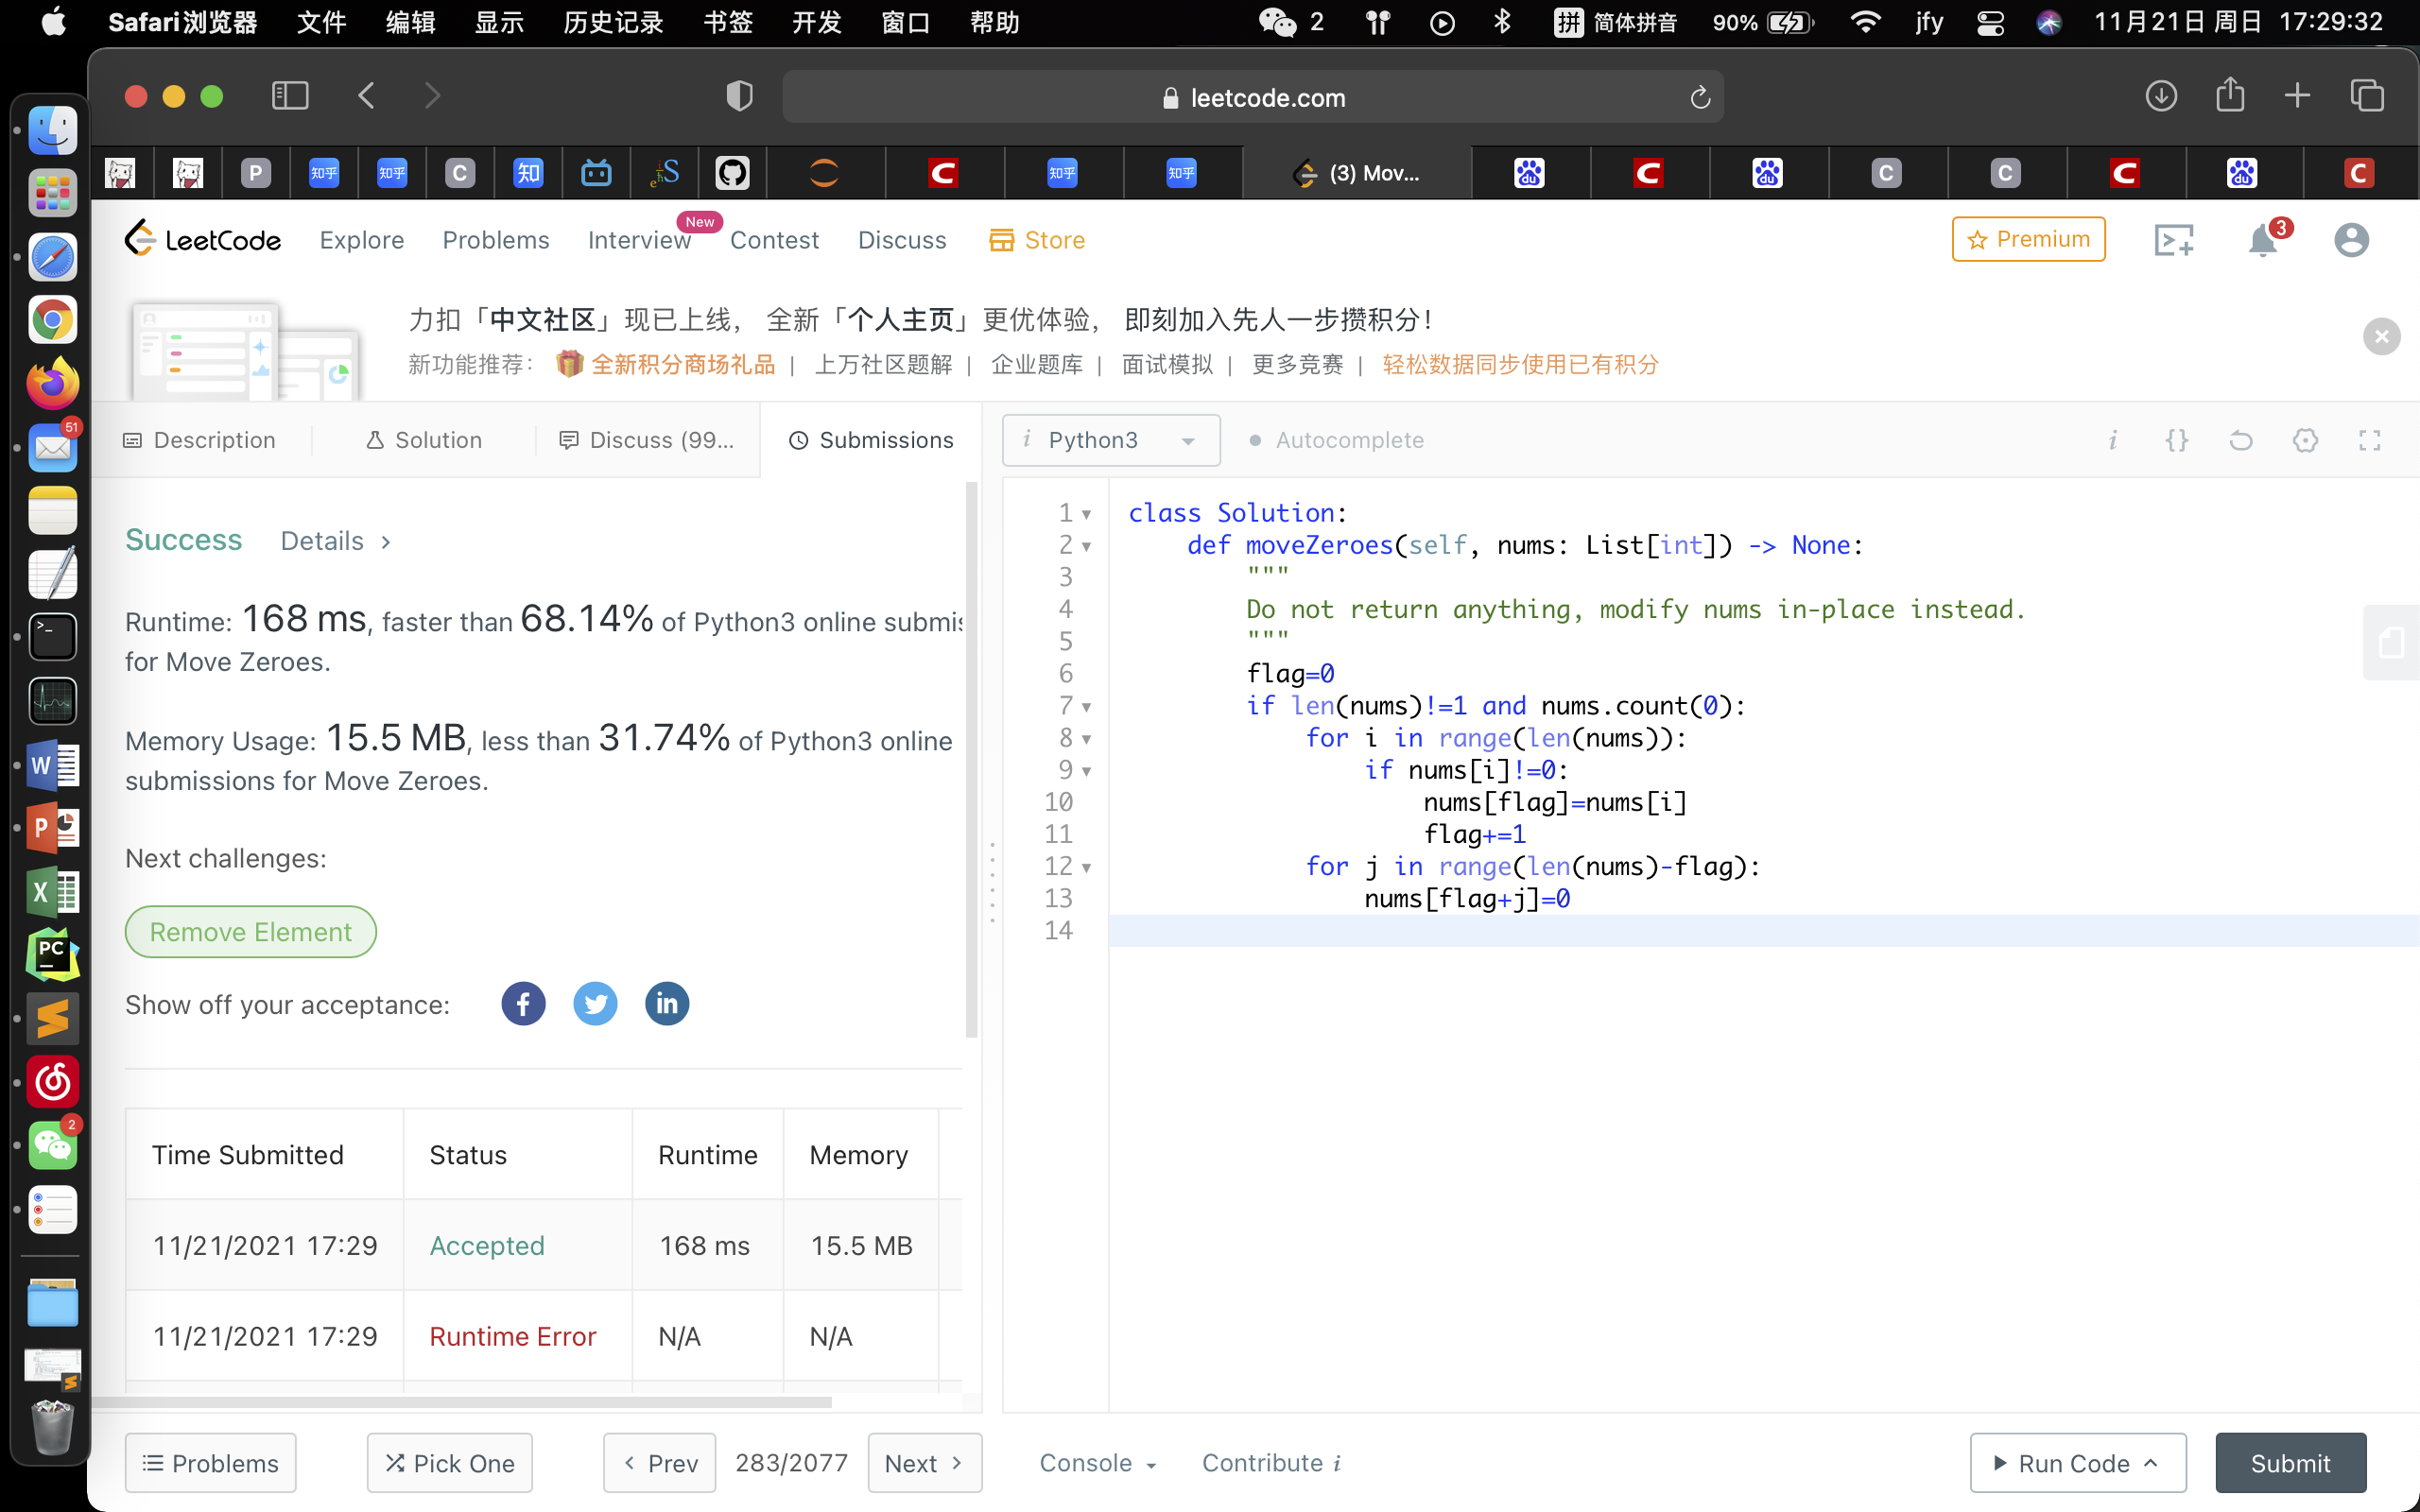 Safari浏览器 文件 编辑 显示 历史记录 书签 开发 窗口 帮助 2 拼 简体拼音 90% jfy 11月21日 周日 17:29:32
leetcode.com
P 知乎 知乎 C 知 知乎 知乎 (3) Mov... du C du C C C du C
LeetCode Explore Problems Interview New Contest Discuss Store Premium 3
力扣「中文社区」现已上线， 全新「个人主页」更优体验， 即刻加入先人一步攒积分！
新功能推荐： 全新积分商场礼品 | 上万社区题解 | 企业题库 | 面试模拟 | 更多竞赛 | 轻松数据同步使用已有积分
Description Solution Discuss (99... Submissions
i Python3 Autocomplete i {}
Success Details ›
Runtime: 168 ms, faster than 68.14% of Python3 online submis
for Move Zeroes.
Memory Usage: 15.5 MB, less than 31.74% of Python3 online
submissions for Move Zeroes.
Next challenges:
Remove Element
Show off your acceptance: f in
Time Submitted Status Runtime Memory
11/21/2021 17:29 Accepted 168 ms 15.5 MB
11/21/2021 17:29 Runtime Error N/A N/A
1 class Solution:
2     def moveZeroes(self, nums: List[int]) -> None:
3         """
4         Do not return anything, modify nums in-place instead.
5         """
6         flag=0
7         if len(nums)!=1 and nums.count(0):
8             for i in range(len(nums)):
9                 if nums[i]!=0:
10                     nums[flag]=nums[i]
11                     flag+=1
12             for j in range(len(nums)-flag):
13                 nums[flag+j]=0
14
Problems Pick One ‹ Prev 283/2077 Next › Console Contribute i Run Code Submit
51
>_
W
P
X
PC
2